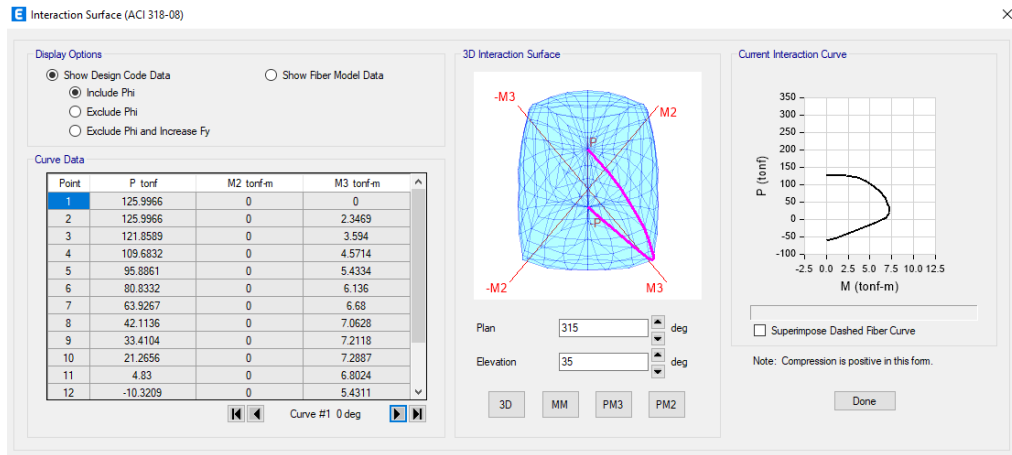 E Interaction Surface (ACI 318-08)
Display Options
Show Design Code Data Show Fiber Model Data
Include Phi
Exclude Phi
Exclude Phi and Increase Fy
Curve Data
Point P tonf M2 tonf-m M3 tonf-m
1 125.9966 0 0
2 125.9966 0 2.3469
3 121.8589 0 3.594
4 109.6832 0 4.5714
5 95.8861 0 5.4334
6 80.8332 0 6.136
7 63.9267 0 6.68
8 42.1136 0 7.0628
9 33.4104 0 7.2118
10 21.2656 0 7.2887
11 4.83 0 6.8024
12 -10.3209 0 5.4311
Curve #1 0 deg
3D Interaction Surface
-M3
M2
P
-P
-M2
M3
Plan 315 deg
Elevation 35 deg
3D MM PM3 PM2
Current Interaction Curve
350
300
250
200
150
100
50
0
-50
-100
P (tonf)
-2.5 0.0 2.5 5.0 7.5 10.0 12.5
M (tonf-m)
Superimpose Dashed Fiber Curve
Note: Compression is positive in this form.
Done